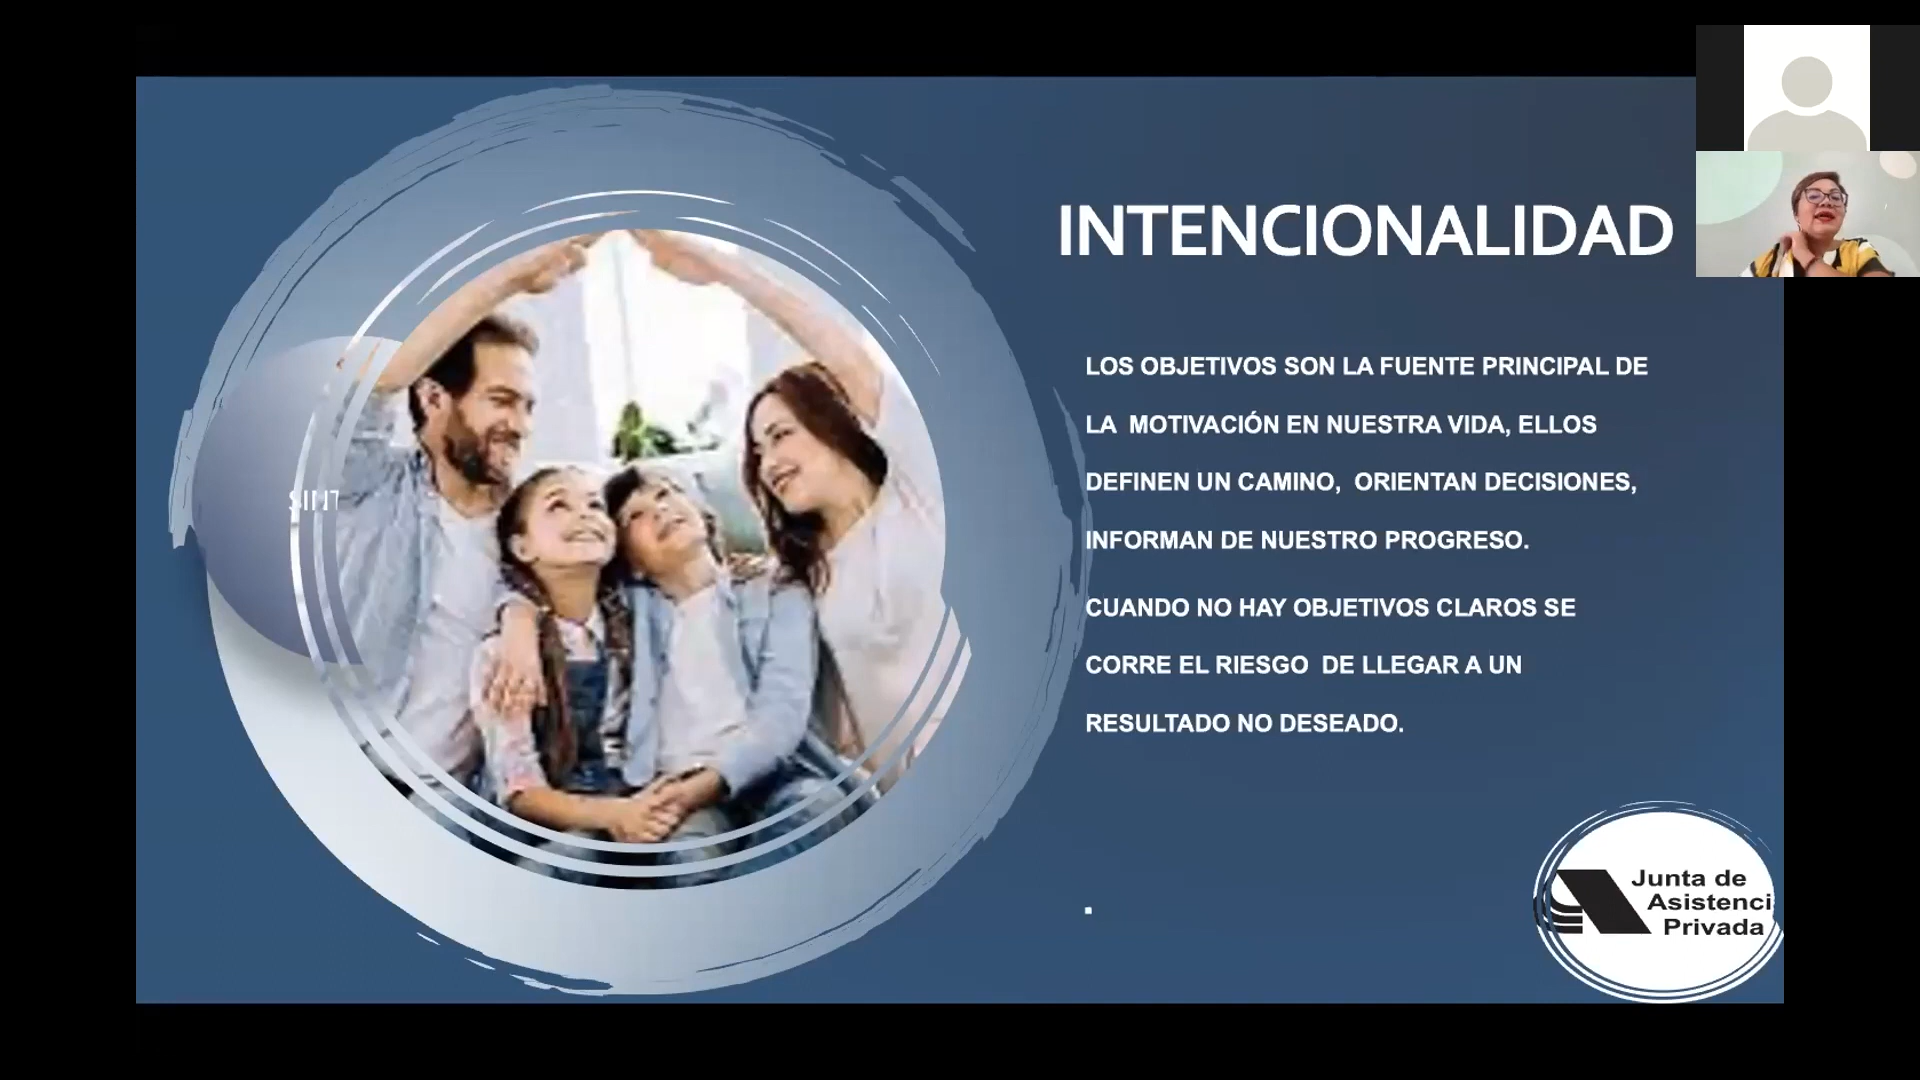 INTENCIONALIDAD
LOS OBJETIVOS SON LA FUENTE PRINCIPAL DE
LA MOTIVACIÓN EN NUESTRA VIDA, ELLOS
DEFINEN UN CAMINO, ORIENTAN DECISIONES,
INFORMAN DE NUESTRO PROGRESO.
CUANDO NO HAY OBJETIVOS CLAROS SE
CORRE EL RIESGO DE LLEGAR A UN
RESULTADO NO DESEADO.
.
Junta de
Asistenci
Privada